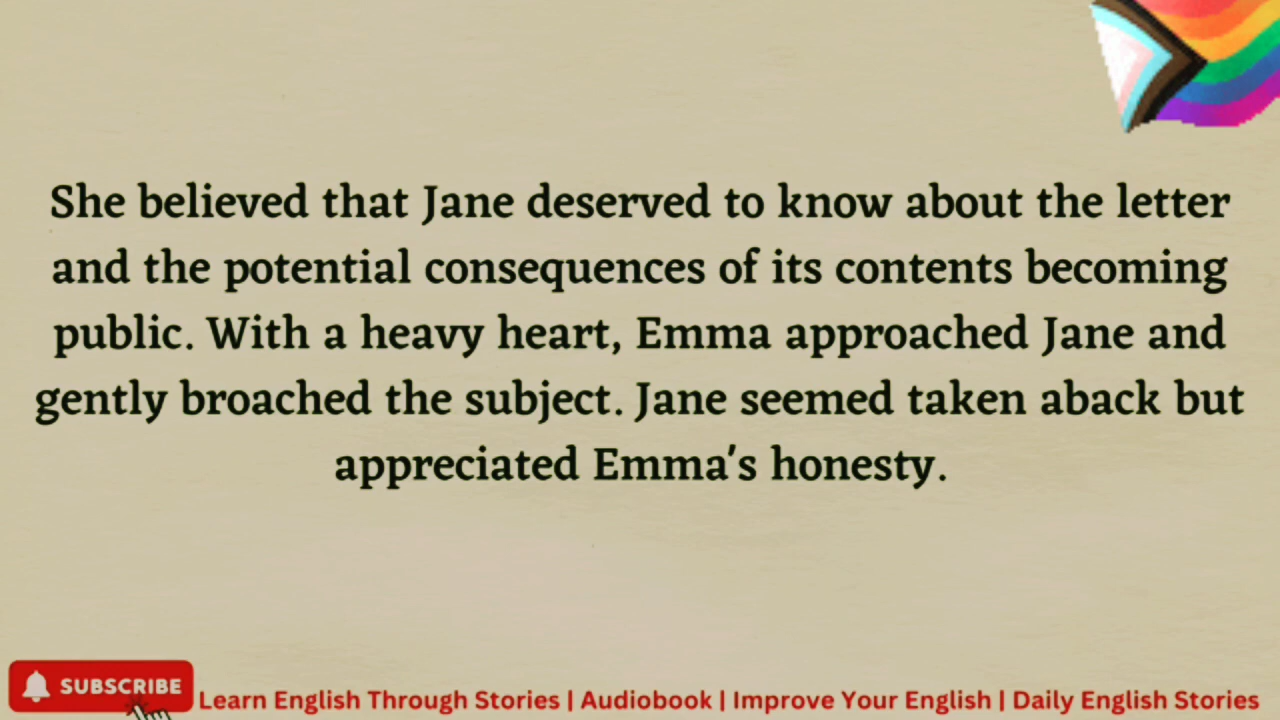 She believed that Jane deserved to know about the letter
and the potential consequences of its contents becoming
public. With a heavy heart, Emma approached Jane and
gently broached the subject. Jane seemed taken aback but
appreciated Emma's honesty.
SUBSCRIBE
Learn English Through Stories | Audiobook | Improve Your English | Daily English Stories